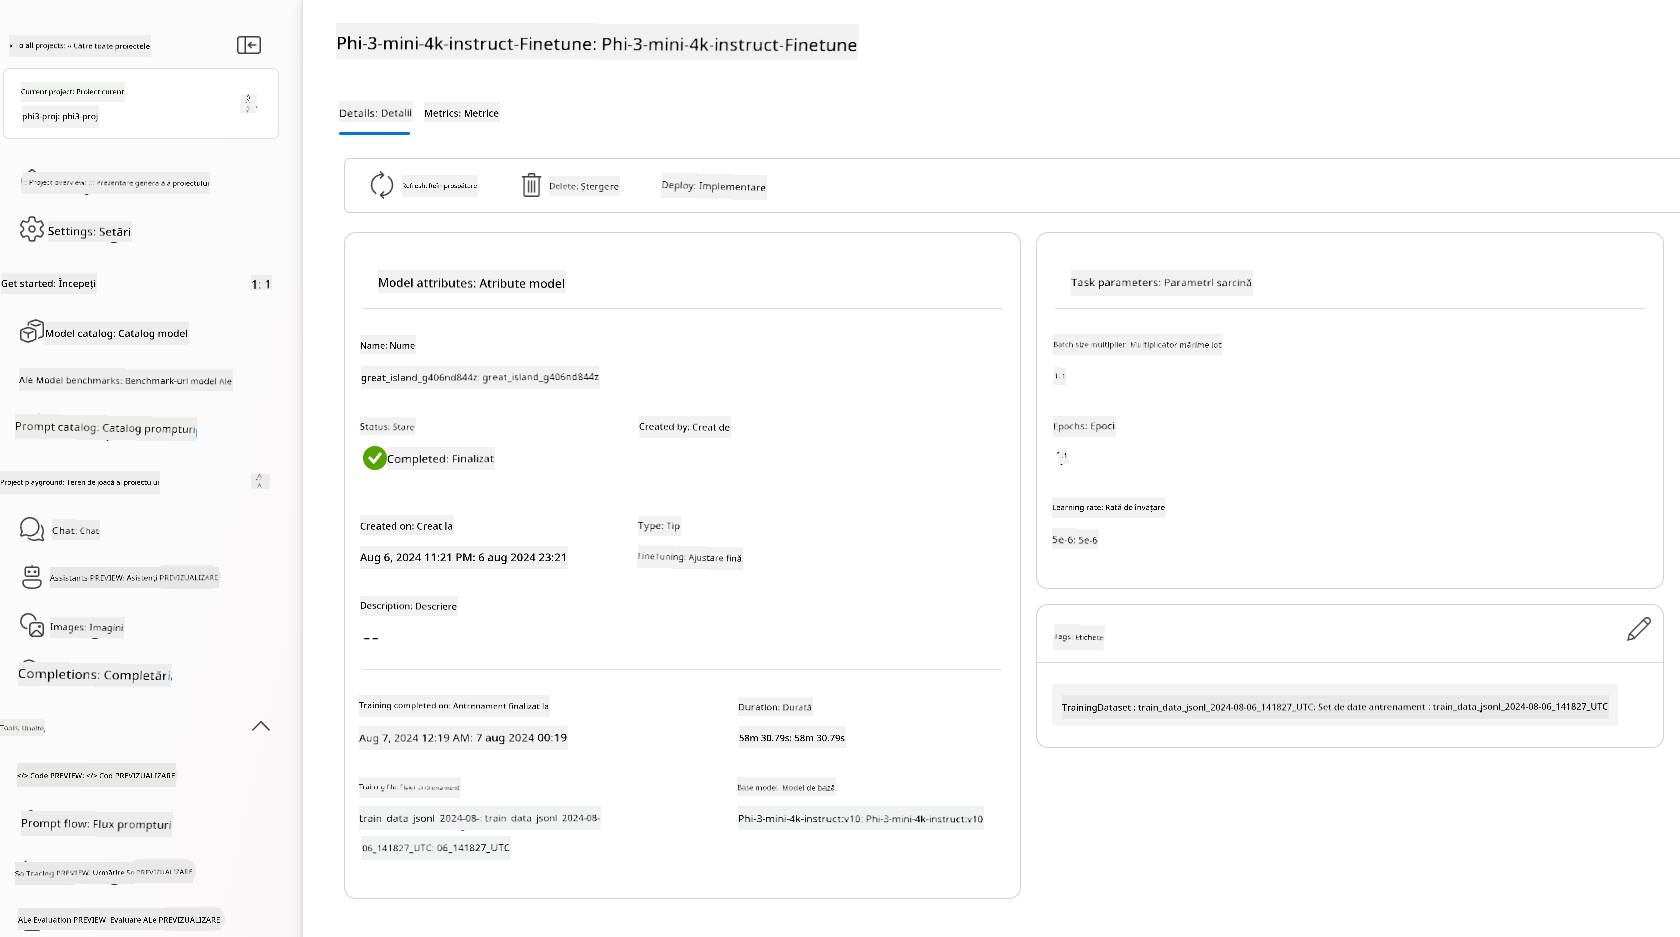 o all projects: « Către toate proiectele
Current project: Proiect curent
phi3-proj: phi3-proj
Project overview: ::: Prezentare generală a proiectului
Settings: Setări
Get started: Începeți
1: 1
Model catalog: Catalog model
Ale Model benchmarks: Benchmark-uri model Ale
Prompt catalog: Catalog prompturi
Project playground: Teren de joacă al proiectului
Chat: Chat
Assistants PREVIEW: Asistenți PREVIZUALIZARE
Images: Imagini
Completions: Completări
Tools: Unelte
</> Code PREVIEW: </> Cod PREVIZUALIZARE
Prompt flow: Flux prompturi
So Tracing PREVIEW: Urmărire So PREVIZUALIZARE
ALe Evaluation PREVIEW: Evaluare ALe PREVIZUALIZARE
Phi-3-mini-4k-instruct-Finetune: Phi-3-mini-4k-instruct-Finetune
Details: Detalii
Metrics: Metrice
Refresh: Reîmprospătare
Delete: Ștergere
Deploy: Implementare
Model attributes: Atribute model
Name: Nume
great_island_g406nd844z: great_island_g406nd844z
Status: Stare
Created by: Creat de
Completed: Finalizat
Created on: Creat la
Type: Tip
Aug 6, 2024 11:21 PM: 6 aug 2024 23:21
FineTuning: Ajustare fină
Description: Descriere
--
Training completed on: Antrenament finalizat la
Duration: Durată
Aug 7, 2024 12:19 AM: 7 aug 2024 00:19
58m 30.79s: 58m 30.79s
Training file: Fișier antrenament
Base model: Model de bază
train_data_jsonl_2024-08-: train_data_jsonl_2024-08-
Phi-3-mini-4k-instruct:v10: Phi-3-mini-4k-instruct:v10
06_141827_UTC: 06_141827_UTC
Task parameters: Parametri sarcină
Batch size multiplier: Multiplicator mărime lot
1: 1
Epochs: Epoci
Learning rate: Rată de învățare
5e-6: 5e-6
Tags: Etichete
TrainingDataset : train_data_jsonl_2024-08-06_141827_UTC: Set de date antrenament : train_data_jsonl_2024-08-06_141827_UTC